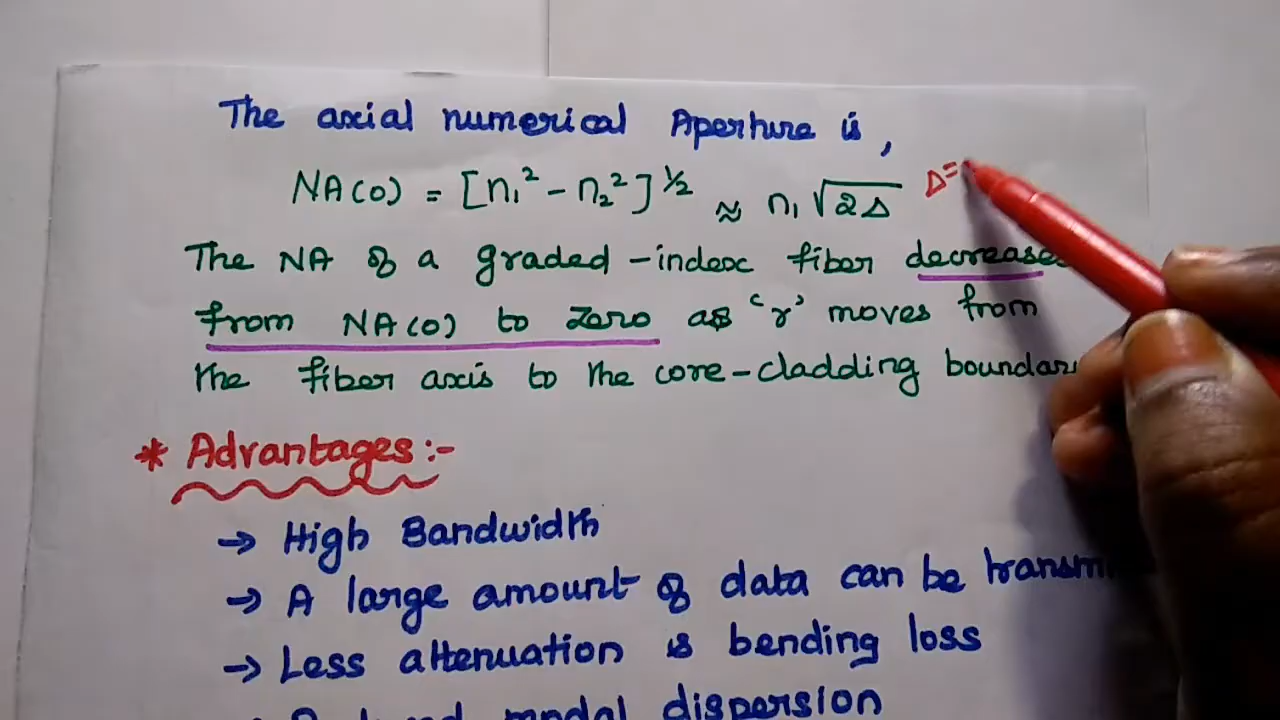 The axial numerical Aperture is,
NA(0) = [n₁² - n₂²]^½ ≈ n₁ √2Δ Δ=
The NA of a graded-index fiber decreases
from NA(0) to zero as 'r' moves from
the fiber axis to the core-cladding boundary
* Advantages:-
→ High Bandwidth
→ A large amount of data can be
→ Less attenuation is bending loss
modal dispersion